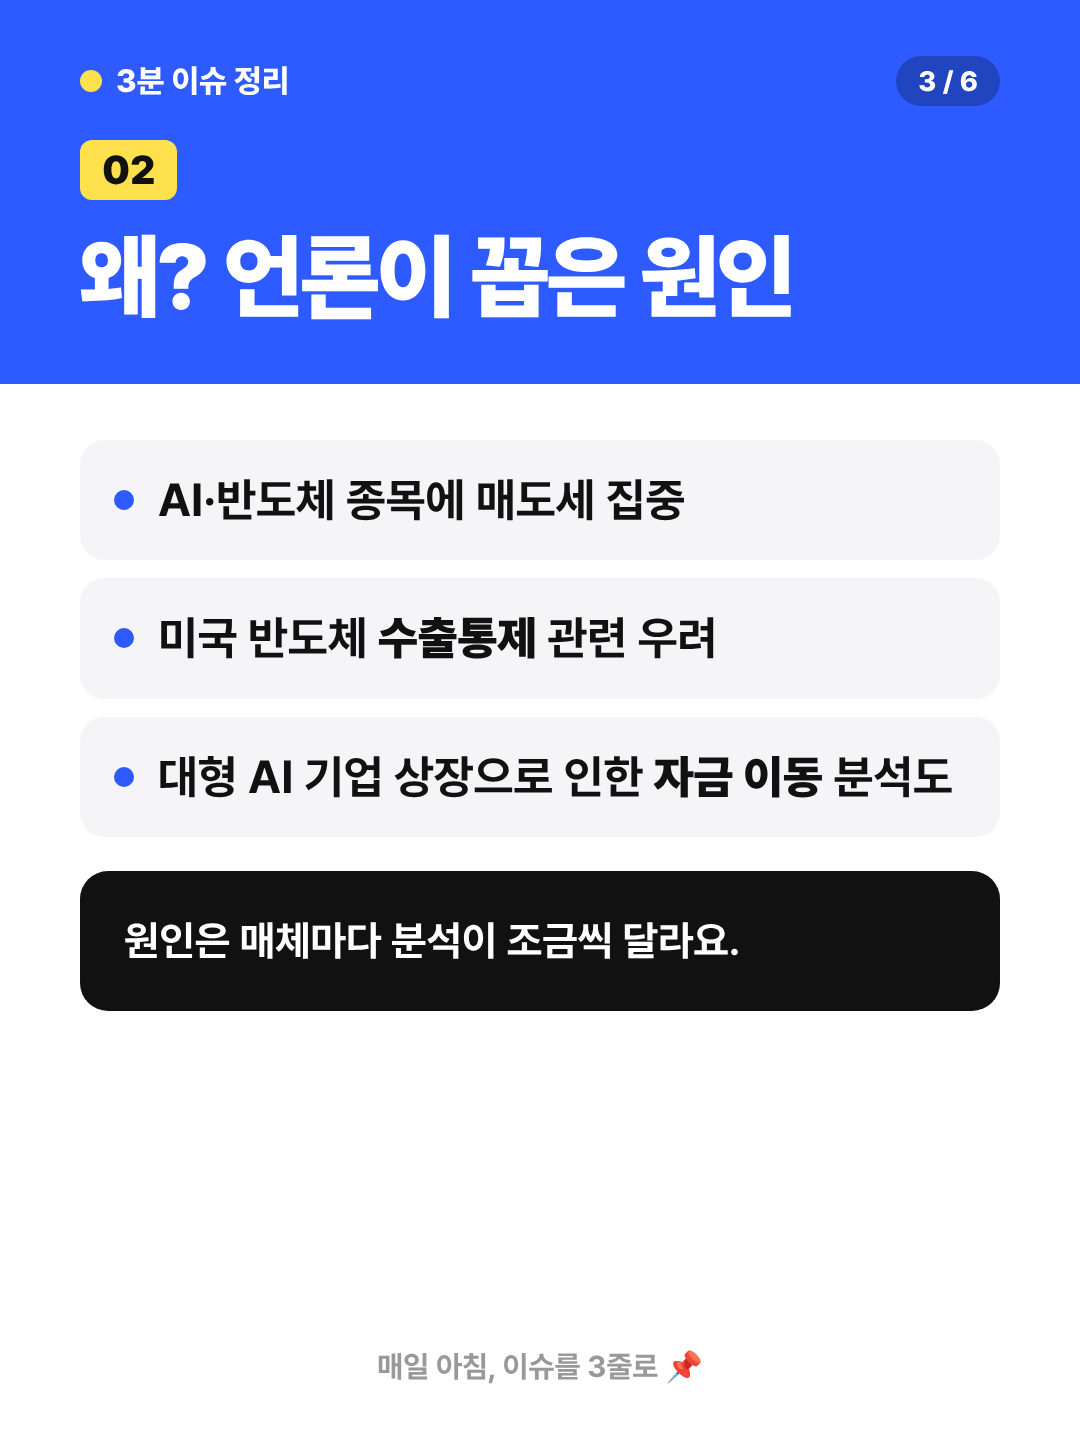 3분 이슈 정리
3 / 6
02
왜? 언론이 꼽은 원인
AI·반도체 종목에 매도세 집중
미국 반도체 수출통제 관련 우려
대형 AI 기업 상장으로 인한 자금 이동 분석도
원인은 매체마다 분석이 조금씩 달라요.
매일 아침, 이슈를 3줄로 📌